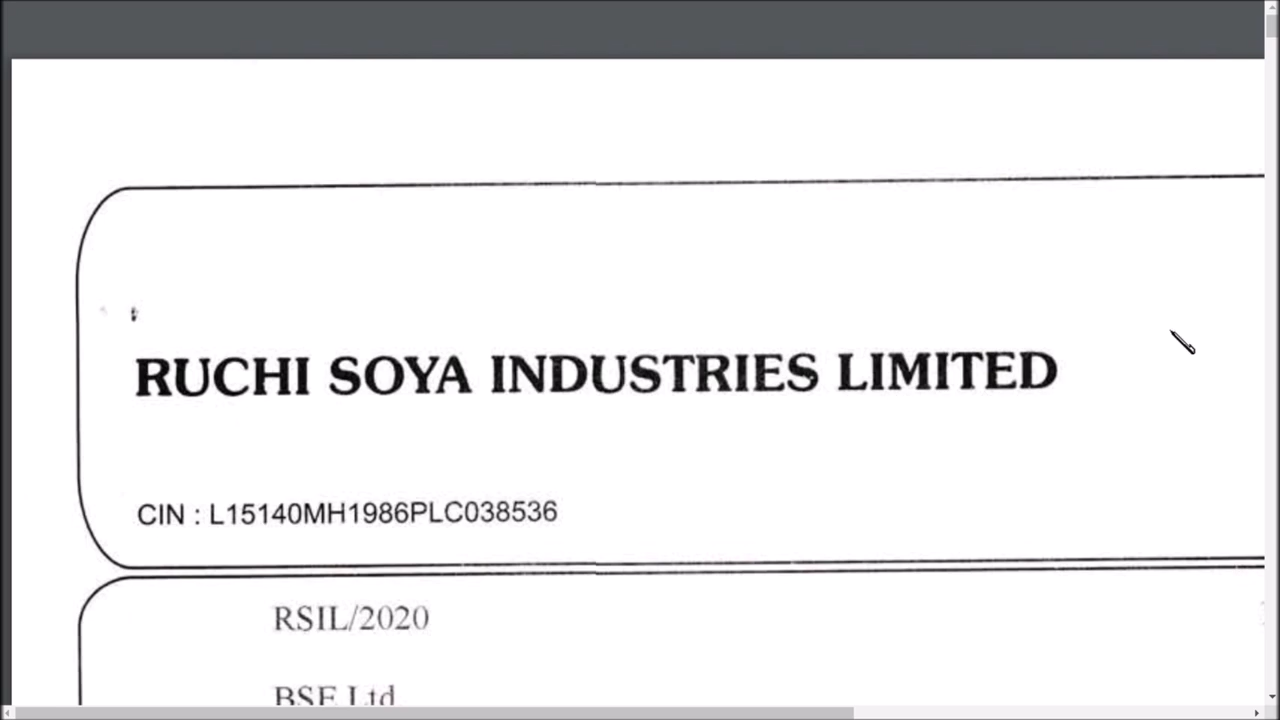 RUCHI SOYA INDUSTRIES LIMITED
CIN : L15140MH1986PLC038536
RSIL/2020
BSE Ltd